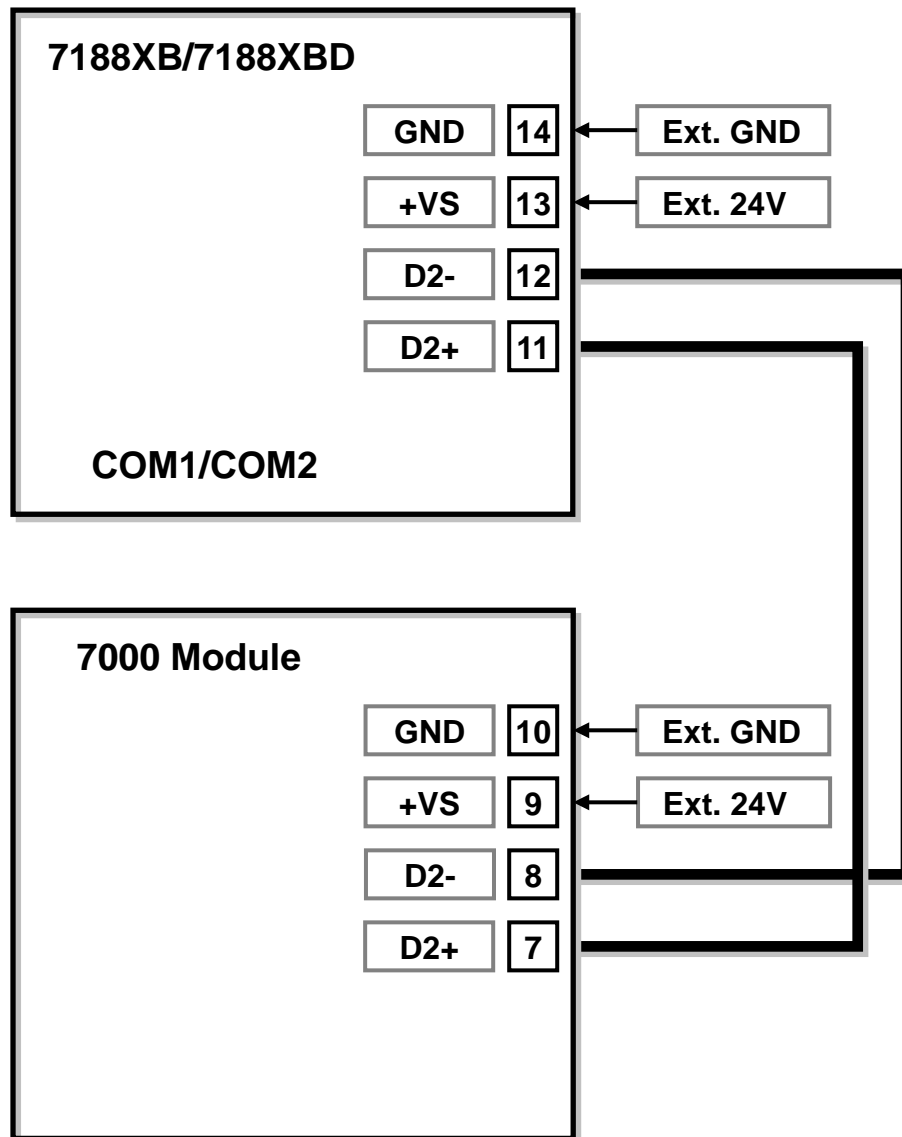 7188XB/7188XBD
GND 14 Ext. GND
+VS 13 Ext. 24V
D2- 12
D2+ 11
COM1/COM2
7000 Module
GND 10 Ext. GND
+VS 9 Ext. 24V
D2- 8
D2+ 7